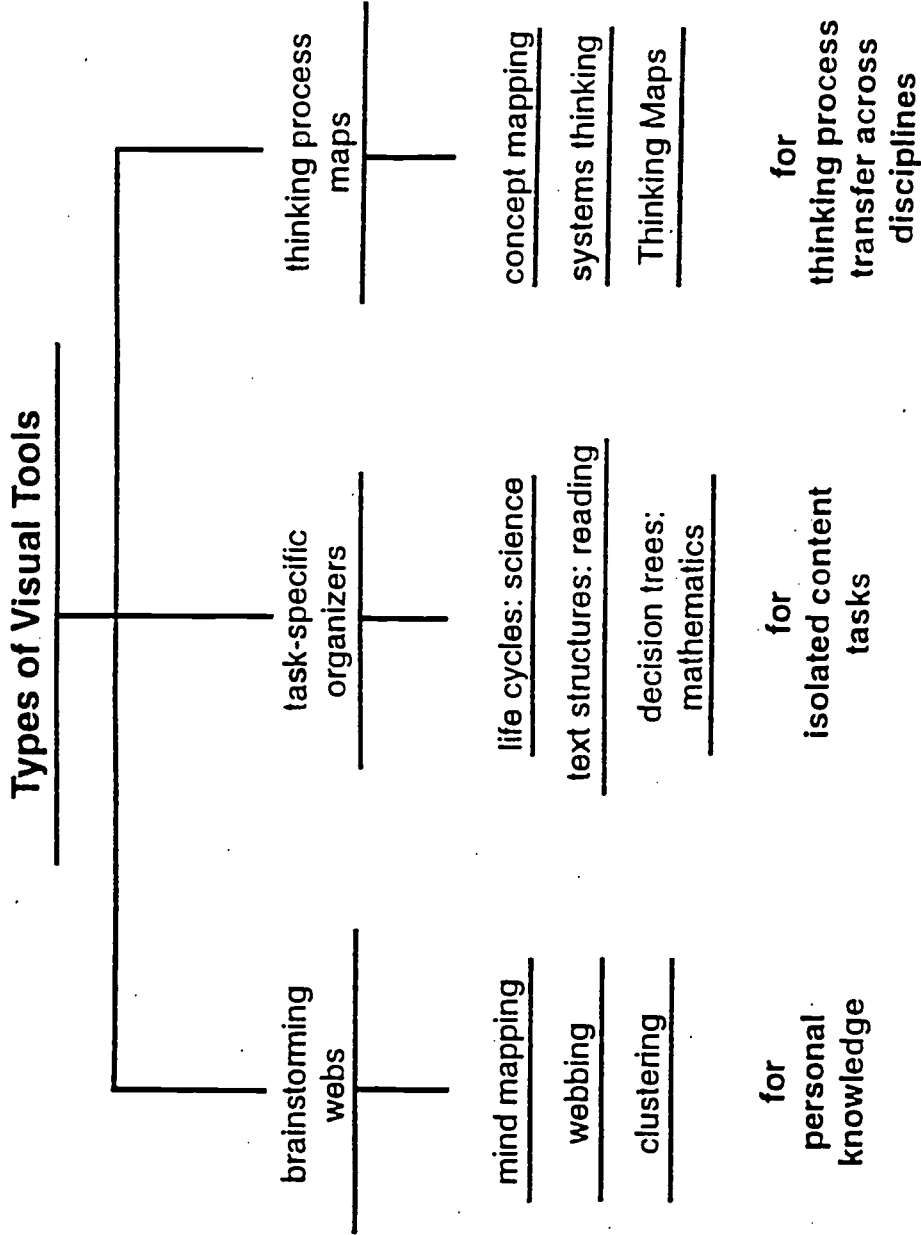 Types of Visual Tools
brainstorming
webs
mind mapping
webbing
clustering
for
personal
knowledge
task-specific
organizers
life cycles: science
text structures: reading
decision trees:
mathematics
for
isolated content
tasks
thinking process
maps
concept mapping
systems thinking
Thinking Maps
for
thinking process
transfer across
disciplines